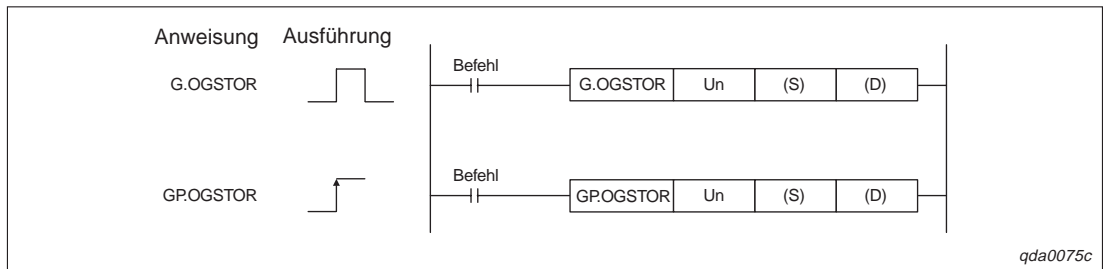 Anweisung Ausführung
Befehl
G.OGSTOR G.OGSTOR Un (S) (D)
Befehl
GP.OGSTOR GP.OGSTOR Un (S) (D)
qda0075c